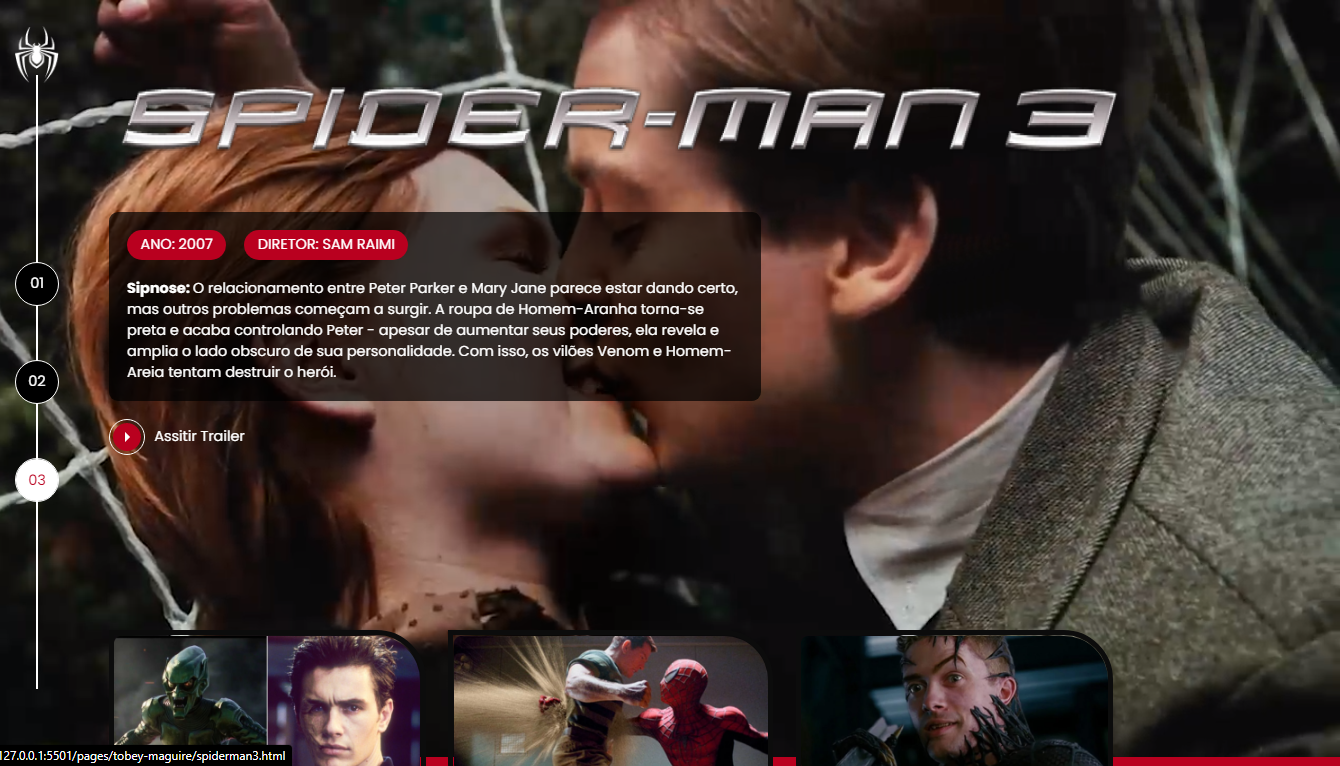 SPIDER-MAN 3
ANO: 2007
DIRETOR: SAM RAIMI
01
Sipnose: O relacionamento entre Peter Parker e Mary Jane parece estar dando certo,
mas outros problemas começam a surgir. A roupa de Homem-Aranha torna-se
preta e acaba controlando Peter - apesar de aumentar seus poderes, ela revela e
amplia o lado obscuro de sua personalidade. Com isso, os vilões Venom e Homem-
Areia tentam destruir o herói.
02
Assitir Trailer
03
127.0.0.1:5501/pages/tobey-maguire/spiderman3.html